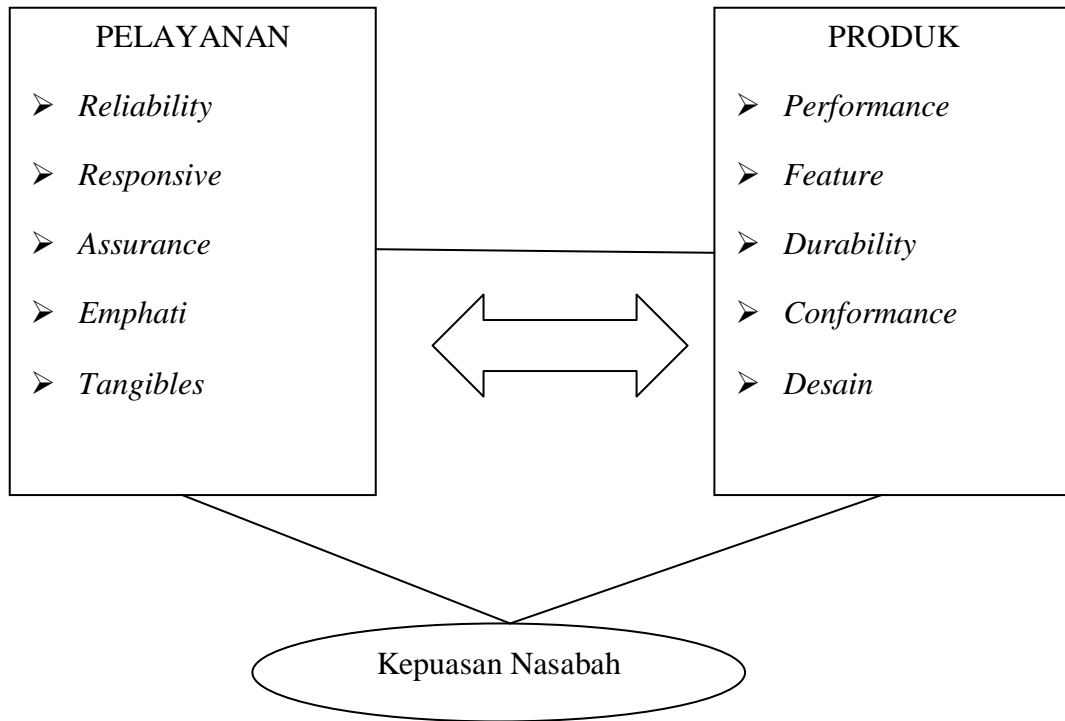 PELAYANAN
➢ Reliability
➢ Responsive
➢ Assurance
➢ Emphati
➢ Tangibles
PRODUK
➢ Performance
➢ Feature
➢ Durability
➢ Conformance
➢ Desain
Kepuasan Nasabah